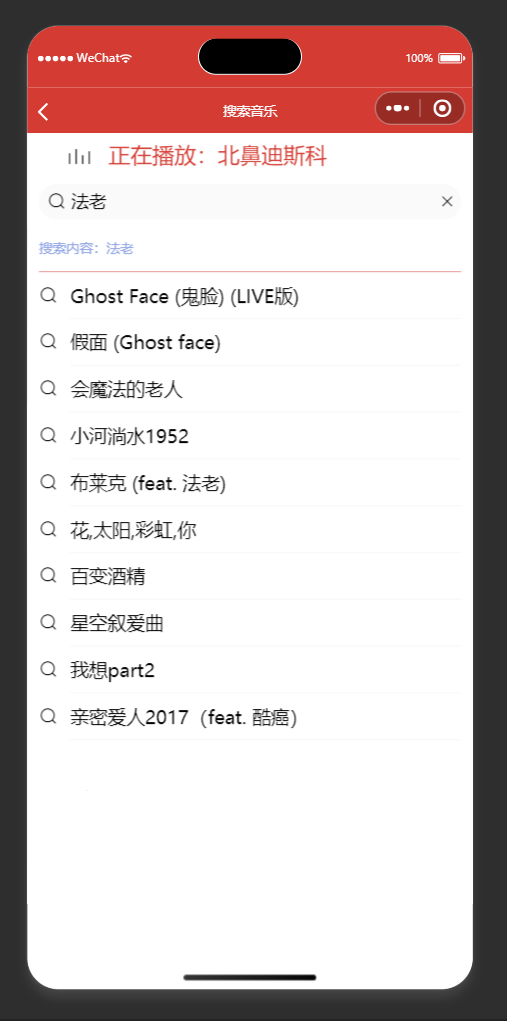 WeChat
100%
搜索音乐
正在播放：北鼻迪斯科
法老
搜索内容：法老
Ghost Face (鬼脸) (LIVE版)
假面 (Ghost face)
会魔法的老人
小河淌水1952
布莱克 (feat. 法老)
花,太阳,彩虹,你
百变酒精
星空叙爱曲
我想part2
亲密爱人2017（feat. 酷癌）